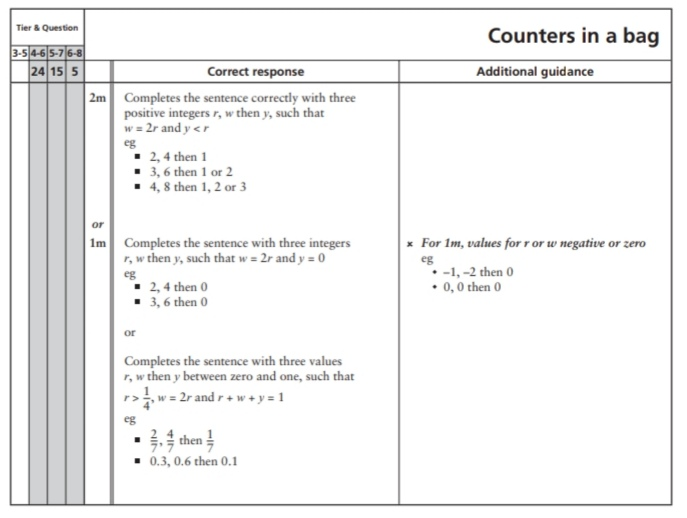 Tier & Question
Counters in a bag
3-5 4-6 5-7 6-8
24 15 5
Correct response
Additional guidance
2m
Completes the sentence correctly with three
positive integers r, w then y, such that
w = 2r and y < r
eg
▪ 2, 4 then 1
▪ 3, 6 then 1 or 2
▪ 4, 8 then 1, 2 or 3
or
1m
Completes the sentence with three integers
r, w then y, such that w = 2r and y = 0
eg
▪ 2, 4 then 0
▪ 3, 6 then 0
or
Completes the sentence with three values
r, w then y between zero and one, such that
r > 1/4, w = 2r and r + w + y = 1
eg
▪ 2/7, 4/7 then 1/7
▪ 0.3, 0.6 then 0.1
× For 1m, values for r or w negative or zero
eg
• –1, –2 then 0
• 0, 0 then 0